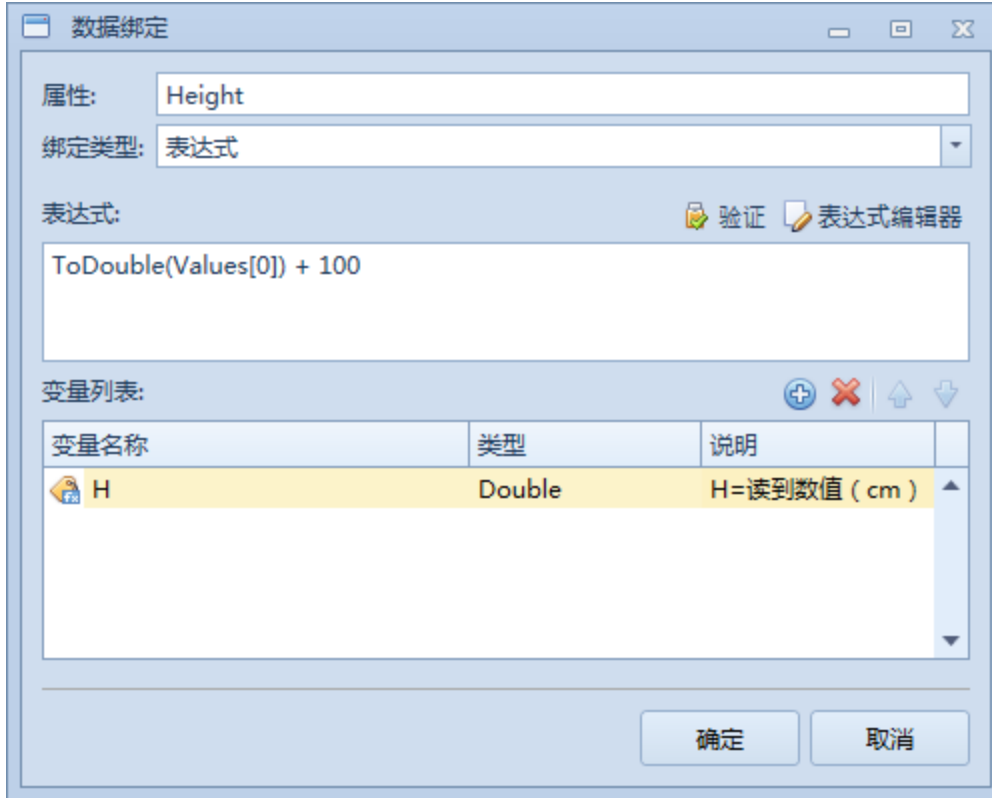 数据绑定
属性: Height
绑定类型: 表达式
表达式: 验证 表达式编辑器
ToDouble(Values[0]) + 100
变量列表:
变量名称 类型 说明
H Double H=读到数值（cm）
确定 取消